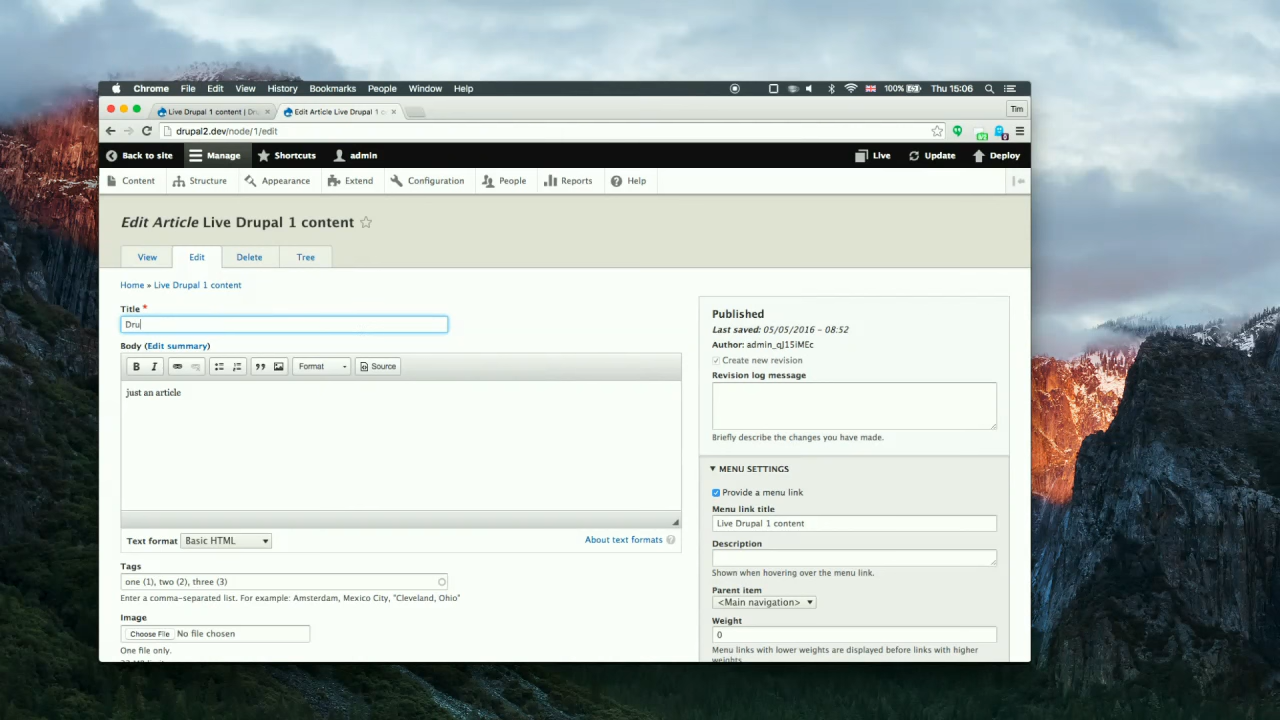 Chrome File Edit View History Bookmarks People Window Help 100% Thu 15:06
Live Drupal 1 content | Dru Edit Article Live Drupal 1 co Tim
drupal2.dev/node/1/edit
Back to site Manage Shortcuts admin Live Update Deploy
Content Structure Appearance Extend Configuration People Reports Help
Edit Article Live Drupal 1 content
View Edit Delete Tree
Home » Live Drupal 1 content
Title *
Dru
Body (Edit summary)
B I Format Source
just an article
Text format Basic HTML About text formats ?
Tags
one (1), two (2), three (3)
Enter a comma-separated list. For example: Amsterdam, Mexico City, "Cleveland, Ohio"
Image
Choose File No file chosen
One file only.
Published
Last saved: 05/05/2016 - 08:52
Author: admin_qJ15iMEc
Create new revision
Revision log message
Briefly describe the changes you have made.
MENU SETTINGS
Provide a menu link
Menu link title
Live Drupal 1 content
Description
Shown when hovering over the menu link.
Parent item
<Main navigation>
Weight
0
Menu links with lower weights are displayed before links with higher
weights.